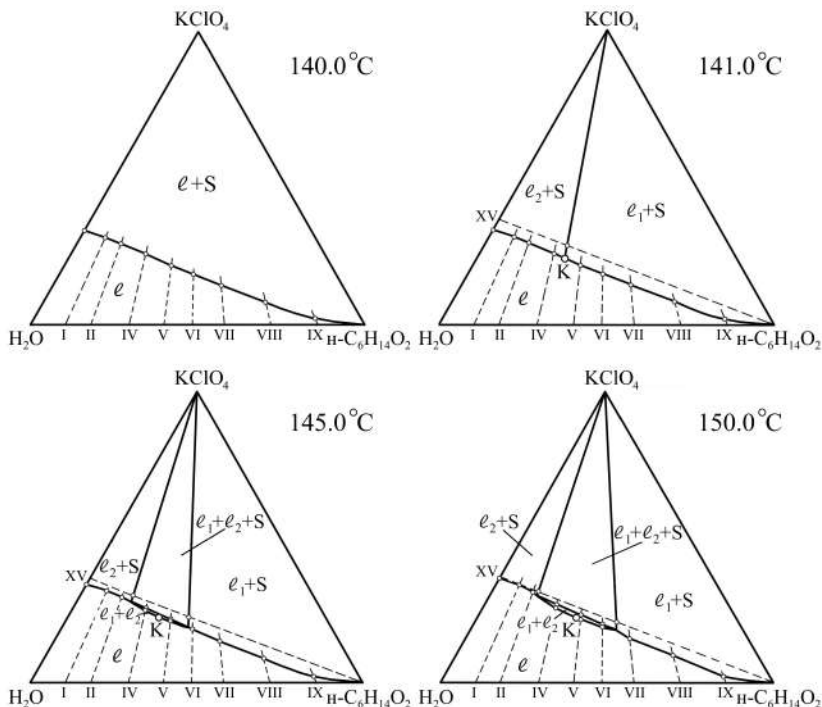 KClO₄
140.0°C
ℓ+S
ℓ
H₂O I II IV V VI VII VIII IX н-C₆H₁₄O₂
KClO₄
141.0°C
ℓ₂+S
ℓ₁+S
XV
K
ℓ
H₂O I II IV V VI VII VIII IX н-C₆H₁₄O₂
KClO₄
145.0°C
ℓ₁+ℓ₂+S
XV
ℓ₂+S
ℓ₁+S
ℓ₁+ℓ₂
K
ℓ
H₂O I II IV V VI VII VIII IX н-C₆H₁₄O₂
KClO₄
150.0°C
ℓ₂+S
ℓ₁+ℓ₂+S
XV
ℓ₁+S
ℓ₁+ℓ₂
K
ℓ
H₂O I II IV V VI VII VIII IX н-C₆H₁₄O₂